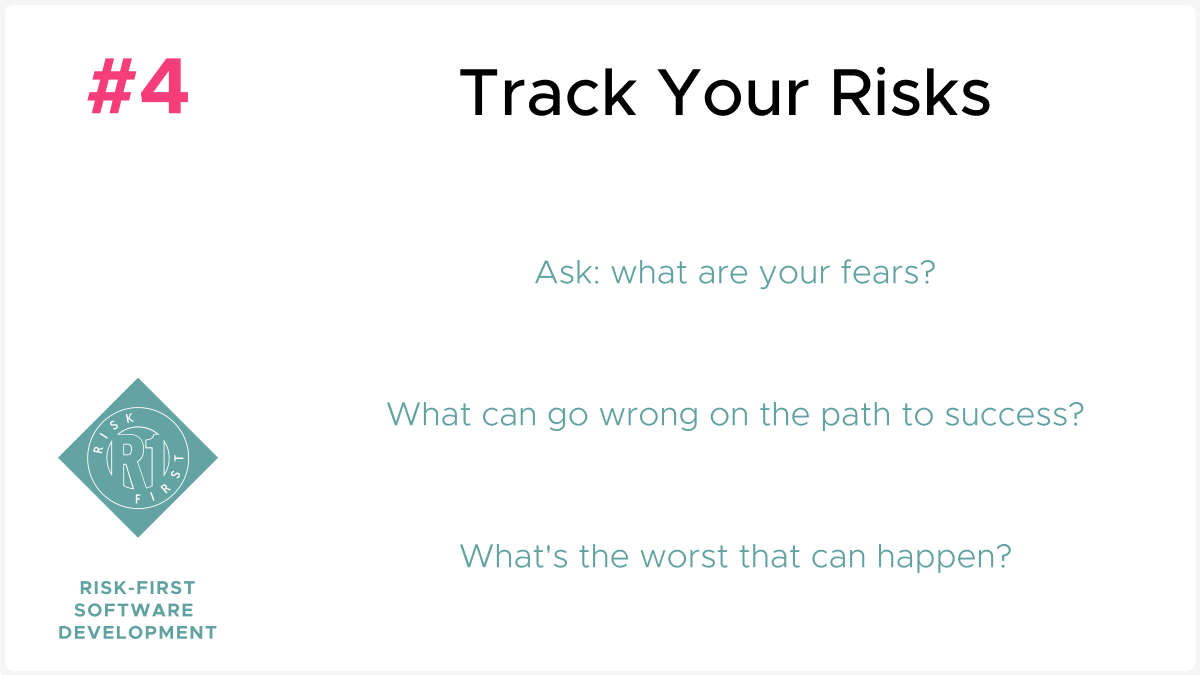 #4
Track Your Risks
Ask: what are your fears?
What can go wrong on the path to success?
What's the worst that can happen?
RISK
R1
FIRST
RISK-FIRST
SOFTWARE
DEVELOPMENT